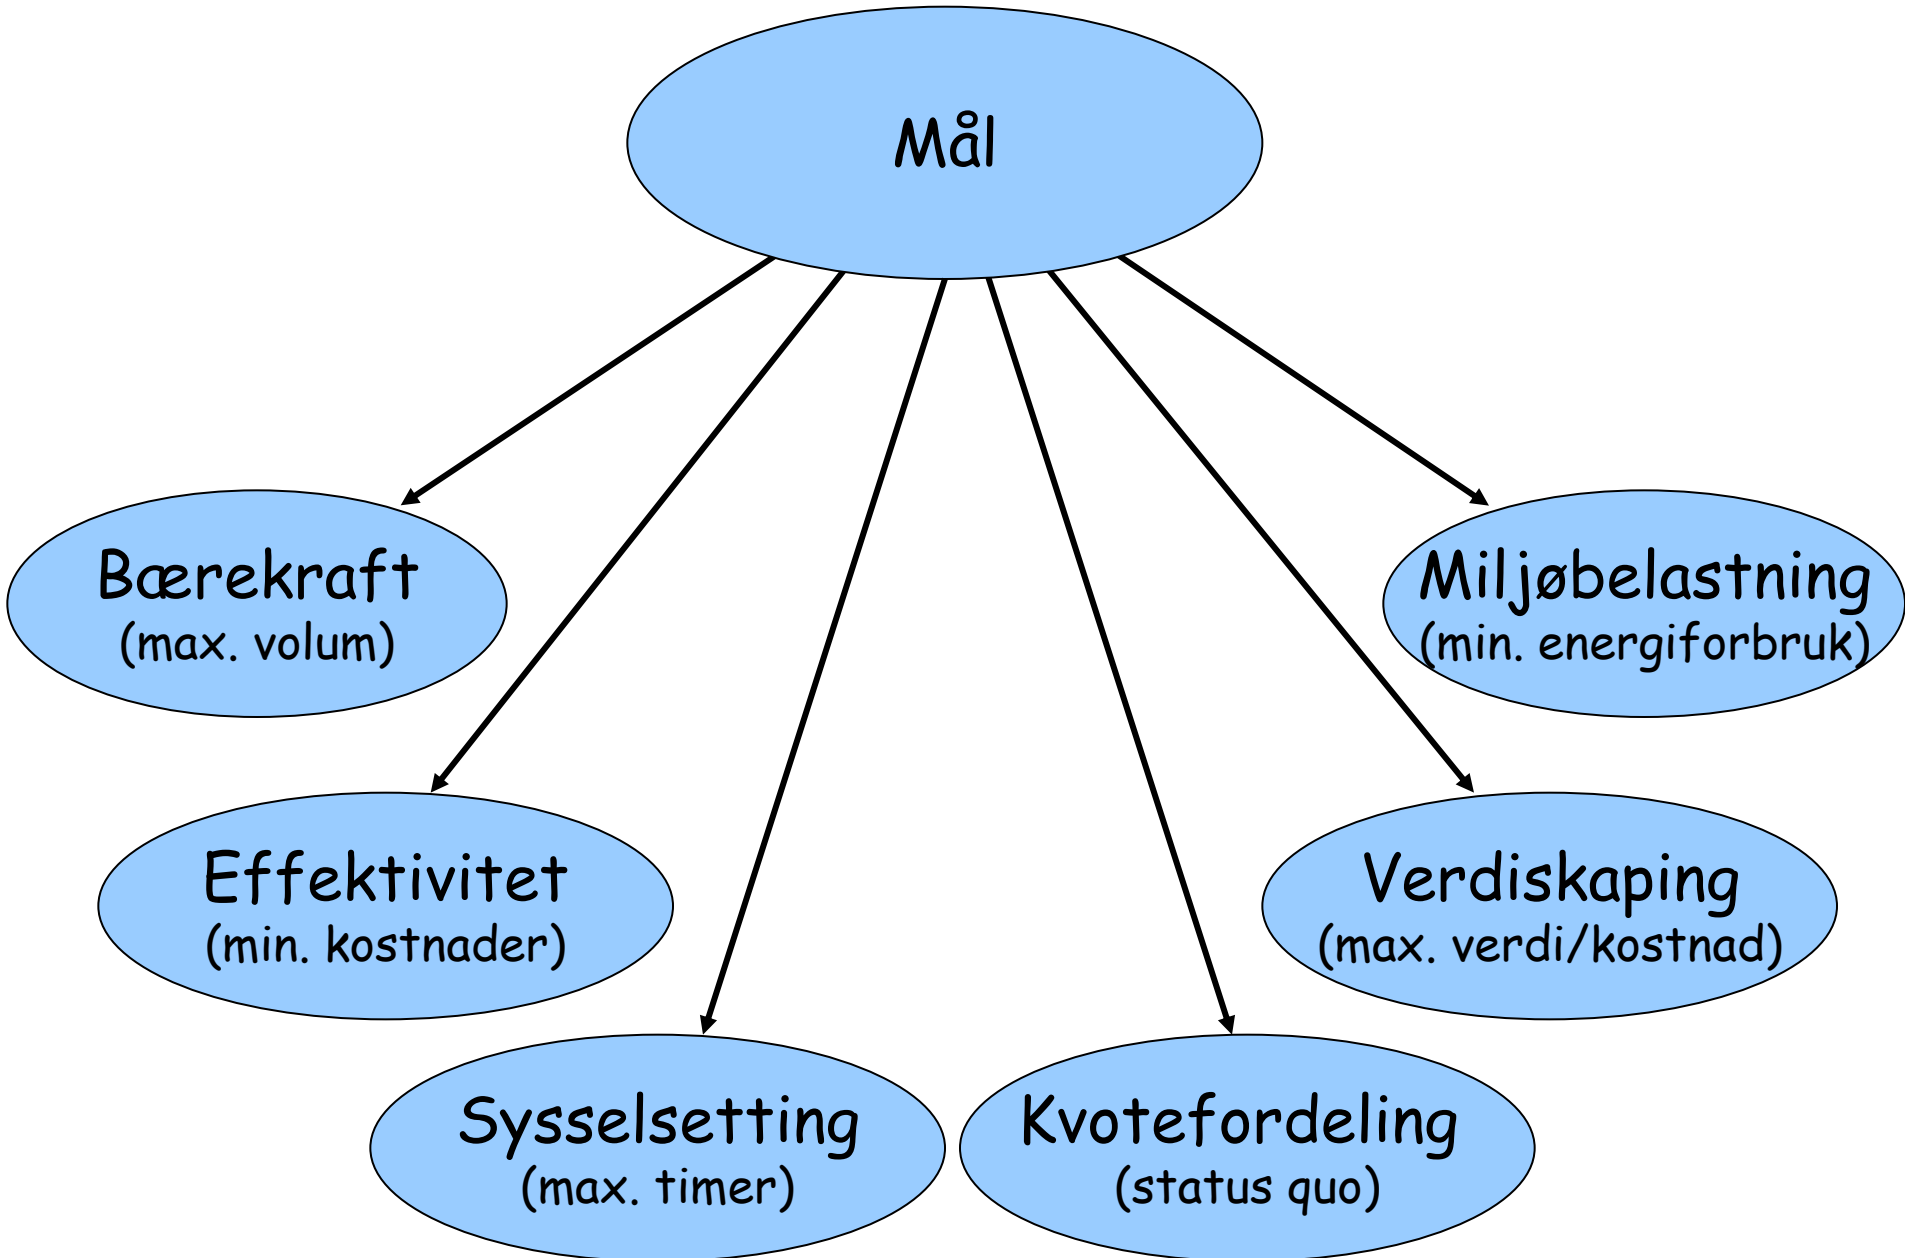 Mål
Bærekraft
(max. volum)
Miljøbelastning
(min. energiforbruk)
Effektivitet
(min. kostnader)
Verdiskaping
(max. verdi/kostnad)
Sysselsetting
(max. timer)
Kvotefordeling
(status quo)